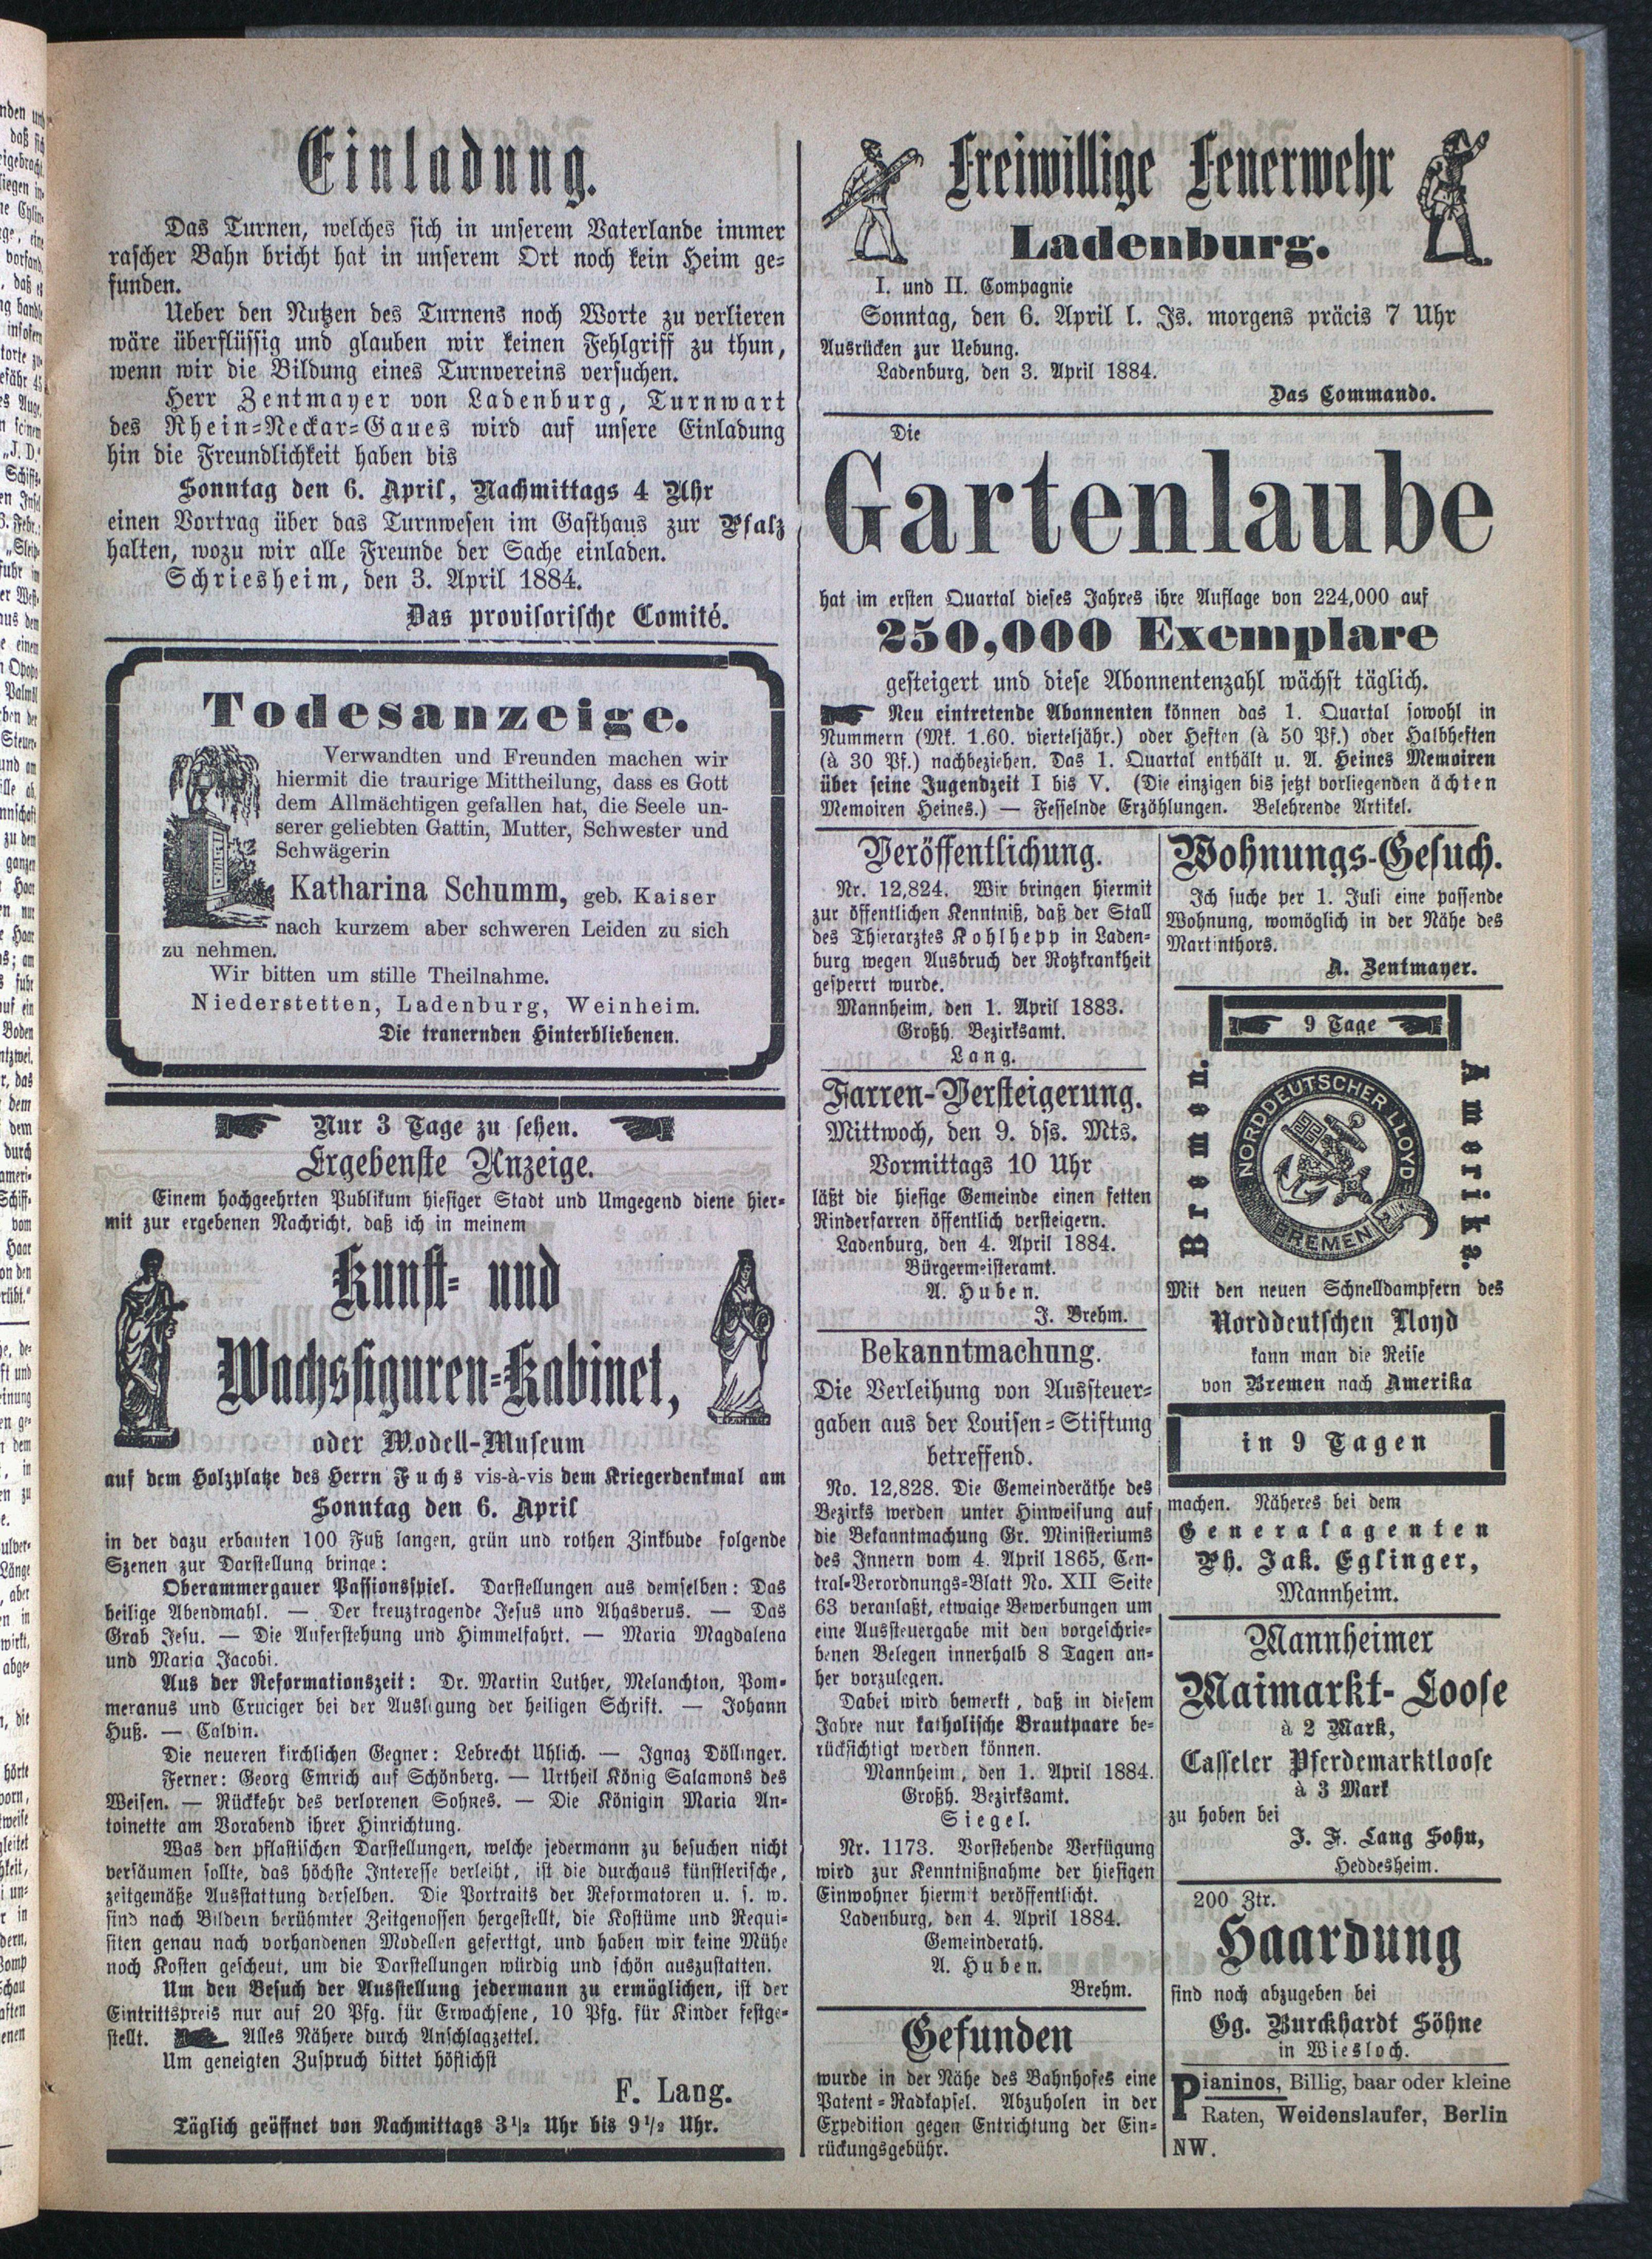 Einladung.
Das Turnen, welches sich in unserem Vaterlande immer
rascher Bahn bricht hat in unserem Ort noch kein Heim ge-
funden.
Ueber den Nutzen des Turnens noch Worte zu verlieren
wäre überflüssig und glauben wir keinen Fehlgriff zu thun,
wenn wir die Bildung eines Turnvereins versuchen.
Herr Zentmayer von Ladenburg, Turnwart
des Rhein-Neckar-Gaues wird auf unsere Einladung
hin die Freundlichkeit haben bis
Sonntag den 6. April, Nachmittags 4 Uhr
einen Vortrag über das Turnwesen im Gasthaus zur Pfalz
halten, wozu wir alle Freunde der Sache einladen.
Schriesheim, den 3. April 1884.
Das provisorische Comité.
Todesanzeige.
Verwandten und Freunden machen wir
hiermit die traurige Mittheilung, dass es Gott
dem Allmächtigen gefallen hat, die Seele un-
serer geliebten Gattin, Mutter, Schwester und
Schwägerin
Katharina Schumm, geb. Kaiser
nach kurzem aber schweren Leiden zu sich
zu nehmen.
Wir bitten um stille Theilnahme.
Niederstetten, Ladenburg, Weinheim.
Die tranernden Hinterbliebenen.
Nur 3 Tage zu sehen.
Ergebenste Anzeige.
Einem hochgeehrten Publikum hiesiger Stadt und Umgegend diene hier-
mit zur ergebenen Nachricht, daß ich in meinem
Kunst- und
Wachsfiguren-Kabinet,
oder Modell-Museum
auf dem Holzplatze des Herrn Fuchs vis-à-vis dem Kriegerdenkmal am
Sonntag den 6. April
in der dazu erbauten 100 Fuß langen, grün und rothen Zinkbude folgende
Szenen zur Darstellung bringe:
Oberammergauer Passionsspiel. Darstellungen aus demselben: Das
heilige Abendmahl. — Der kreuztragende Jesus und Ahasverus. — Das
Grab Jesu. — Die Auferstehung und Himmelfahrt. — Maria Magdalena
und Maria Jacobi.
Aus der Reformationszeit: Dr. Martin Luther, Melanchton, Pom-
meranus und Cruciger bei der Ausl gung der heiligen Schrift. — Johann
Huß. — Calvin.
Die neueren kirchlichen Gegner: Lebrecht Uhlich. — Ignaz Döllinger.
Ferner: Georg Emrich auf Schönberg. — Urtheil König Salamons des
Weisen. — Rückkehr des verlorenen Sohnes. — Die Königin Maria An-
toinette am Vorabend ihrer Hinrichtung.
Was den pflastischen Darstellungen, welche jedermann zu besuchen nicht
versäumen sollte, das höchste Interesse verleiht, ist die durchaus künstlerische,
zeitgemäße Ausstattung derselben. Die Portraits der Reformatoren u. s. w.
sind nach Bildern berühmter Zeitgenossen hergestellt, die Kostüme und Requi-
siten genau nach vorhandenen Modellen gefertigt, und haben wir keine Mühe
noch Kosten gescheut, um die Darstellungen würdig und schön auszustatten.
Um den Besuch der Ausstellung jedermann zu ermöglichen, ist der
Eintrittspreis nur auf 20 Pfg. für Erwachsene, 10 Pfg. für Kinder festge-
stellt. Alles Nähere durch Anschlagzettel.
Um geneigten Zuspruch bittet höflichst
F. Lang.
Täglich geöffnet von Nachmittags 3 1/2 Uhr bis 9 1/2 Uhr.
Freiwillige Feuerwehr
Ladenburg.
I. und II. Compagnie
Sonntag, den 6. April l. Js. morgens präcis 7 Uhr
Ausrücken zur Uebung.
Ladenburg, den 3. April 1884.
Das Commando.
Die
Gartenlaube
hat im ersten Quartal dieses Jahres ihre Auflage von 224,000 auf
250,000 Exemplare
gesteigert und diese Abonnentenzahl wächst täglich.
Neu eintretende Abonnenten können das 1. Quartal sowohl in
Nummern (Mk. 1.60. vierteljähr.) oder Heften (à 50 Pf.) oder Halbheften
(à 30 Pf.) nachbeziehen. Das 1. Quartal enthält u. A. Heines Memoiren
über seine Jugendzeit I bis V. (Die einzigen bis jetzt vorliegenden ächten
Memoiren Heines.) — Fesselnde Erzöhlungen. Belehrende Artikel.
Veröffentlichung.
Nr. 12,824. Wir bringen hiermit
zur öffentlichen Kenntniß, daß der Stall
des Thierarztes Kohlhepp in Laden-
burg wegen Ausbruch der Rotzkrankheit
gesperrt wurde.
Mannheim, den 1. April 1883.
Großh. Bezirksamt.
Lang.
Farren-Versteigerung.
Mittwoch, den 9. dss. Mts.
Vormittags 10 Uhr
läßt die hiesige Gemeinde einen fetten
Rinderfarren öffentlich versteigern.
Ladenburg, den 4. April 1884.
Bürgermeisteramt.
A. Huben.
J. Brehm.
Bekanntmachung.
Die Verleihung von Aussteuer-
gaben aus der Louisen-Stiftung
betreffend.
No. 12,828. Die Gemeinderäthe des
Bezirks werden unter Hinweisung auf
die Bekanntmachung Gr. Ministeriums
des Innern vom 4. April 1865, Cen-
tral-Verordnungs-Blatt No. XII Seite
63 veranlaßt, etwaige Bewerbungen um
eine Aussteuergabe mit den vorgeschrie-
benen Belegen innerhalb 8 Tagen an-
her vorzulegen.
Dabei wird bemerkt, daß in diesem
Jahre nur katholische Brautpaare be-
rücksichtigt werden können.
Mannheim, den 1. April 1884.
Großh. Bezirksamt.
Siegel.
Nr. 1173. Vorstehende Verfügung
wird zur Kenntnißnahme der hiesigen
Einwohner hiermit veröffentlicht.
Ladenburg, den 4. April 1884.
Gemeinderath.
A. Huben.
Brehm.
Gefunden
wurde in der Nähe des Bahnhofes eine
Patent-Radkapsel. Abzuholen in der
Expedition gegen Entrichtung der Ein-
rückungsgebühr.
Wohnungs-Gesuch.
Ich suche per 1. Juli eine passende
Wohnung, womöglich in der Nähe des
Martinthors.
A. Zentmayer.
9 Tage
Bremen.
NORDDEUTSCHER LLOYD
BREMEN
Amerika.
Mit den neuen Schnelldampfern des
Norddeutschen Lloyd
kann man die Reise
von Bremen nach Amerika
in 9 Tagen
machen. Näheres bei dem
Generalagenten
Ph. Jak. Eglinger,
Mannheim.
Mannheimer
Maimarkt-Loose
à 2 Mark,
Casseler Pferdemarktloose
à 3 Mark
zu haben bei
J. F. Lang Sohn,
Heddesheim.
200 Ztr.
Haardung
sind noch abzugeben bei
Gg. Burckhardt Söhne
in Wiesloch.
Pianinos, Billig, baar oder kleine
Raten, Weidenslaufer, Berlin
NW.